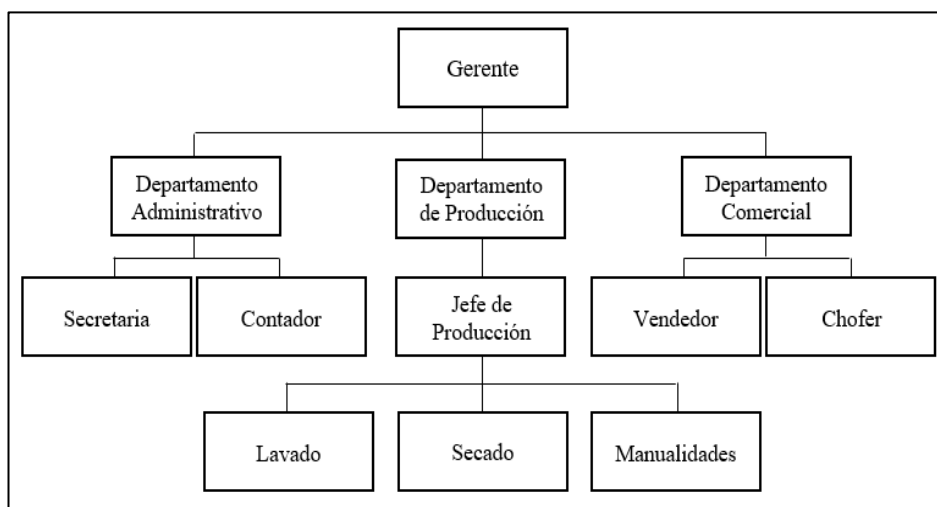 Gerente
Departamento
Administrativo
Departamento
de Producción
Departamento
Comercial
Secretaria
Contador
Jefe de
Producción
Vendedor
Chofer
Lavado
Secado
Manualidades